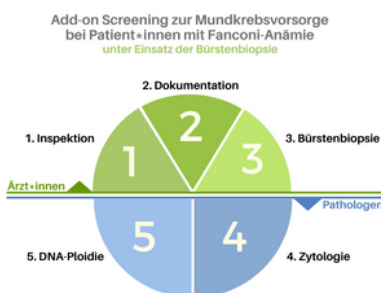 Add-on Screening zur Mundkrebsvorsorge
bei Patient*innen mit Fanconi-Anämie
unter Einsatz der Bürstenbiopsie
2. Dokumentation
1. Inspektion
2
3. Bürstenbiopsie
1
3
Ärzt*innen
Pathologen
5
4
5. DNA-Ploidie
4. Zytologie